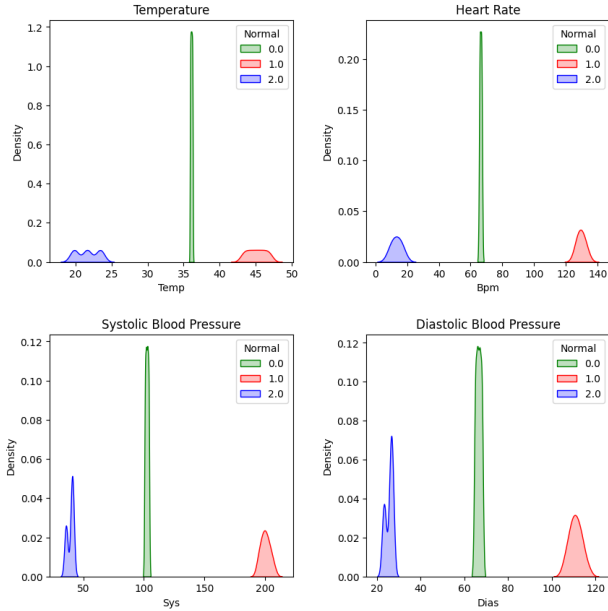 Temperature
Normal
0.0
1.0
2.0
Density
1.2
1.0
0.8
0.6
0.4
0.2
0.0
20 25 30 35 40 45 50
Temp
Heart Rate
Normal
0.0
1.0
2.0
Density
0.20
0.15
0.10
0.05
0.00
0 20 40 60 80 100 120 140
Bpm
Systolic Blood Pressure
Normal
0.0
1.0
2.0
Density
0.12
0.10
0.08
0.06
0.04
0.02
0.00
50 100 150 200
Sys
Diastolic Blood Pressure
Normal
0.0
1.0
2.0
Density
0.12
0.10
0.08
0.06
0.04
0.02
0.00
20 40 60 80 100 120
Dias